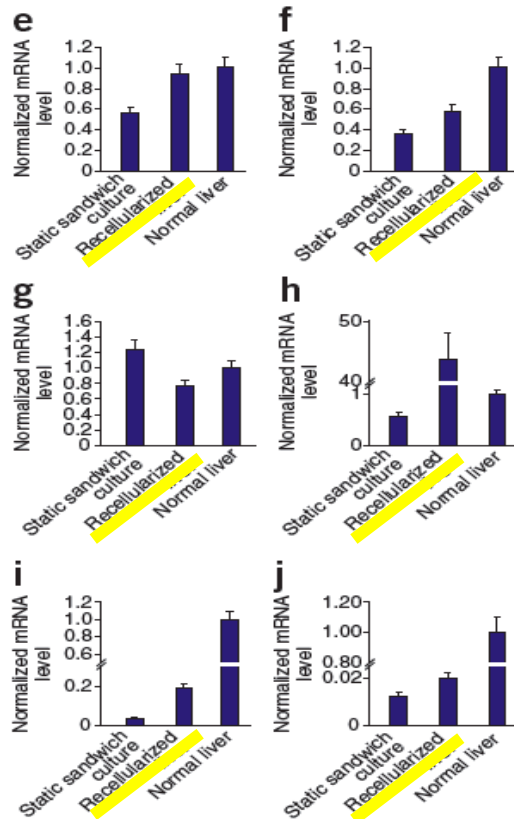 e
Normalized mRNA
level
1.2
1.0
0.8
0.6
0.4
0.2
0
Static sandwich
culture
Recellularized
Normal liver
f
Normalized mRNA
level
1.2
1.0
0.8
0.6
0.4
0.2
0
Static sandwich
culture
Recellularized
Normal liver
g
Normalized mRNA
level
1.6
1.4
1.2
1.0
0.8
0.6
0.4
0.2
0
Static sandwich
culture
Recellularized
Normal liver
h
Normalized mRNA
level
50
40
1
0
Static sandwich
culture
Recellularized
Normal liver
i
Normalized mRNA
level
1.2
1.0
0.8
0.6
0.2
0
Static sandwich
culture
Recellularized
Normal liver
j
Normalized mRNA
level
1.20
1.00
0.80
0.02
0
Static sandwich
culture
Recellularized
Normal liver